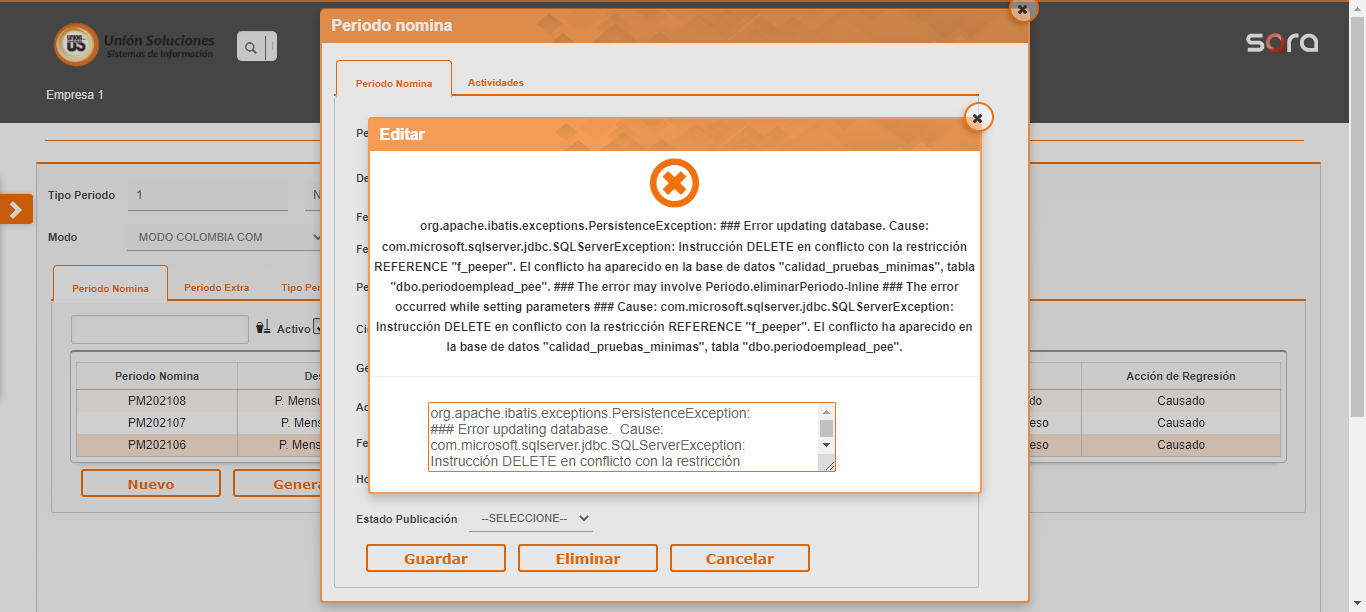 Periodo nomina
Unión Soluciones
Sistemas de Información
sara
Empresa 1
Periodo Nomina
Actividades
Pe
Editar
De
Tipo Periodo
1
N
Fe
Modo
MODO COLOMBIA COM
Fe
Periodo Nomina
Periodo Extra
Tipo Per
Pe
Activo
Ci
Ge
Periodo Nomina
Des
Acción de Regresión
PM202108
P. Mensu
do
Causado
Ac
PM202107
P. Mens
eso
Causado
PM202106
P. Mens
eso
Causado
Fe
Nuevo
Genera
Ho
org.apache.ibatis.exceptions.PersistenceException: ### Error updating database. Cause:
com.microsoft.sqlserver.jdbc.SQLServerException: Instrucción DELETE en conflicto con la restricción
REFERENCE "f_peeper". El conflicto ha aparecido en la base de datos "calidad_pruebas_minimas", tabla
"dbo.periodoemplead_pee". ### The error may involve Periodo.eliminarPeriodo-Inline ### The error
occurred while setting parameters ### Cause: com.microsoft.sqlserver.jdbc.SQLServerException:
Instrucción DELETE en conflicto con la restricción REFERENCE "f_peeper". El conflicto ha aparecido en
la base de datos "calidad_pruebas_minimas", tabla "dbo.periodoemplead_pee".
org.apache.ibatis.exceptions.PersistenceException:
### Error updating database. Cause:
com.microsoft.sqlserver.jdbc.SQLServerException:
Instrucción DELETE en conflicto con la restricción
Estado Publicación
--SELECCIONE--
Guardar
Eliminar
Cancelar